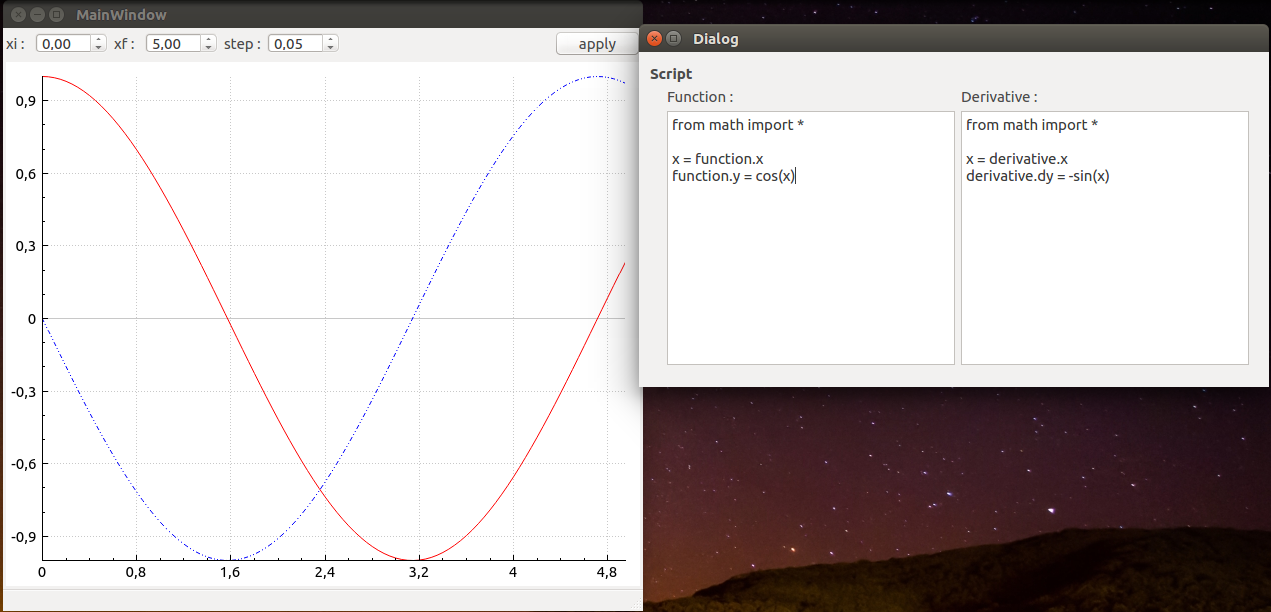 MainWindow
xi : 0,00 xf : 5,00 step : 0,05 apply
0,9
0,6
0,3
0
-0,3
-0,6
-0,9
0 0,8 1,6 2,4 3,2 4 4,8
Dialog
Script
Function :
from math import *
x = function.x
function.y = cos(x)
Derivative :
from math import *
x = derivative.x
derivative.dy = -sin(x)